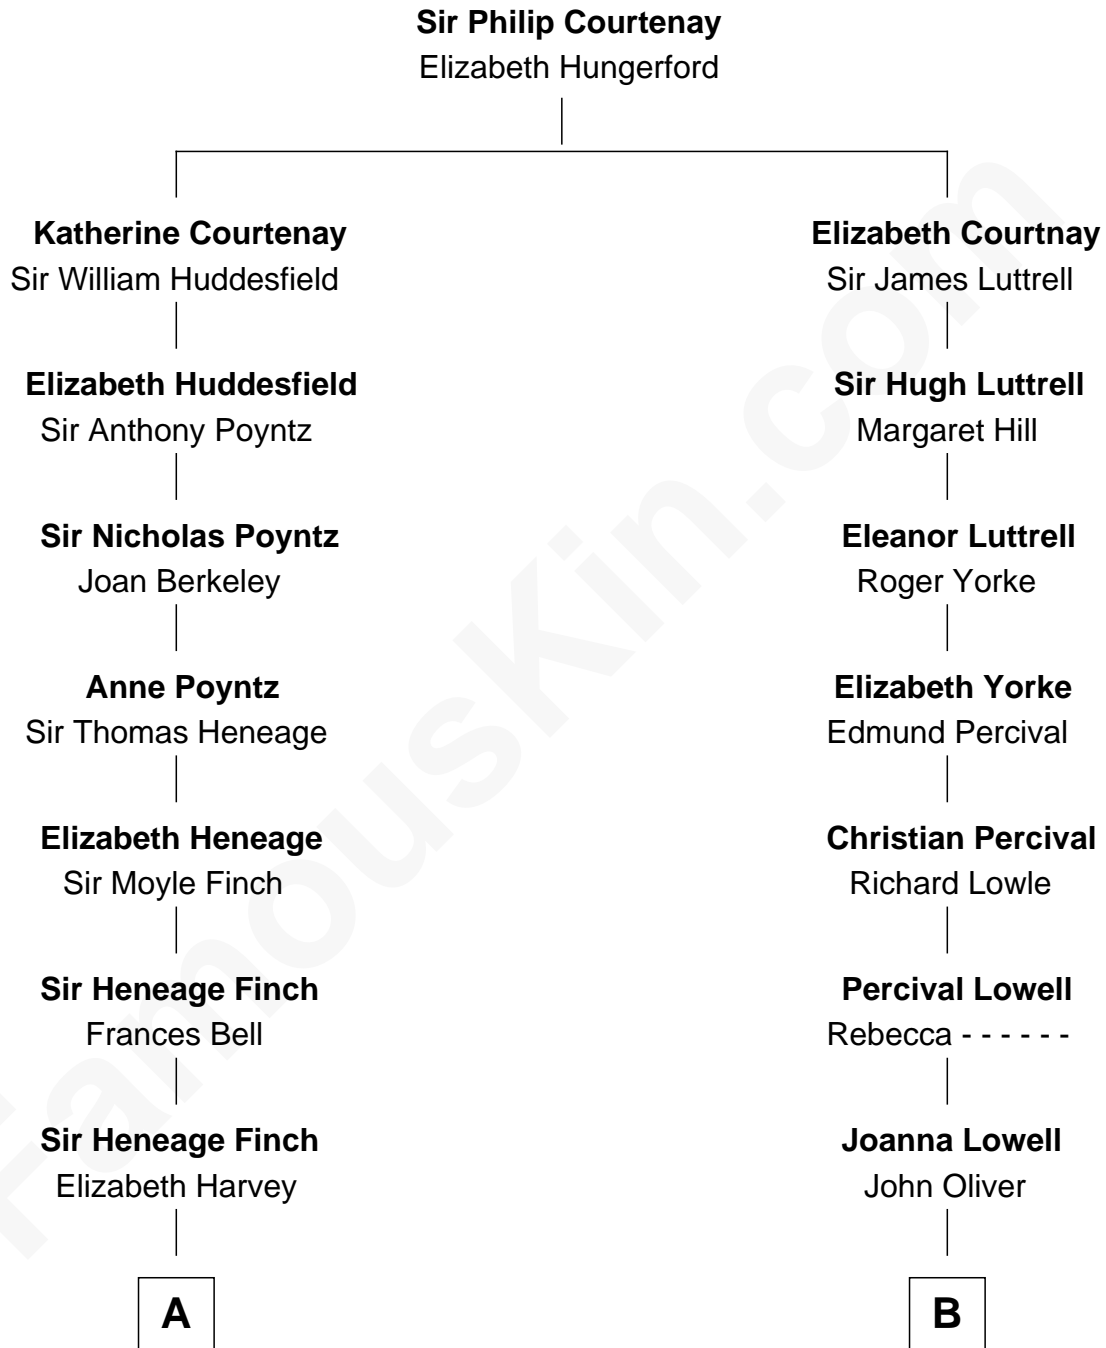 Sir Philip Courtenay
Elizabeth Hungerford
Katherine Courtenay
Sir William Huddesfield
Elizabeth Courtnay
Sir James Luttrell
Elizabeth Huddesfield
Sir Anthony Poyntz
Sir Hugh Luttrell
Margaret Hill
Sir Nicholas Poyntz
Joan Berkeley
Eleanor Luttrell
Roger Yorke
Anne Poyntz
Sir Thomas Heneage
Elizabeth Yorke
Edmund Percival
Elizabeth Heneage
Sir Moyle Finch
Christian Percival
Richard Lowle
Sir Heneage Finch
Frances Bell
Percival Lowell
Rebecca - - - - - -
Sir Heneage Finch
Elizabeth Harvey
Joanna Lowell
John Oliver
A
B
FamousKin.com